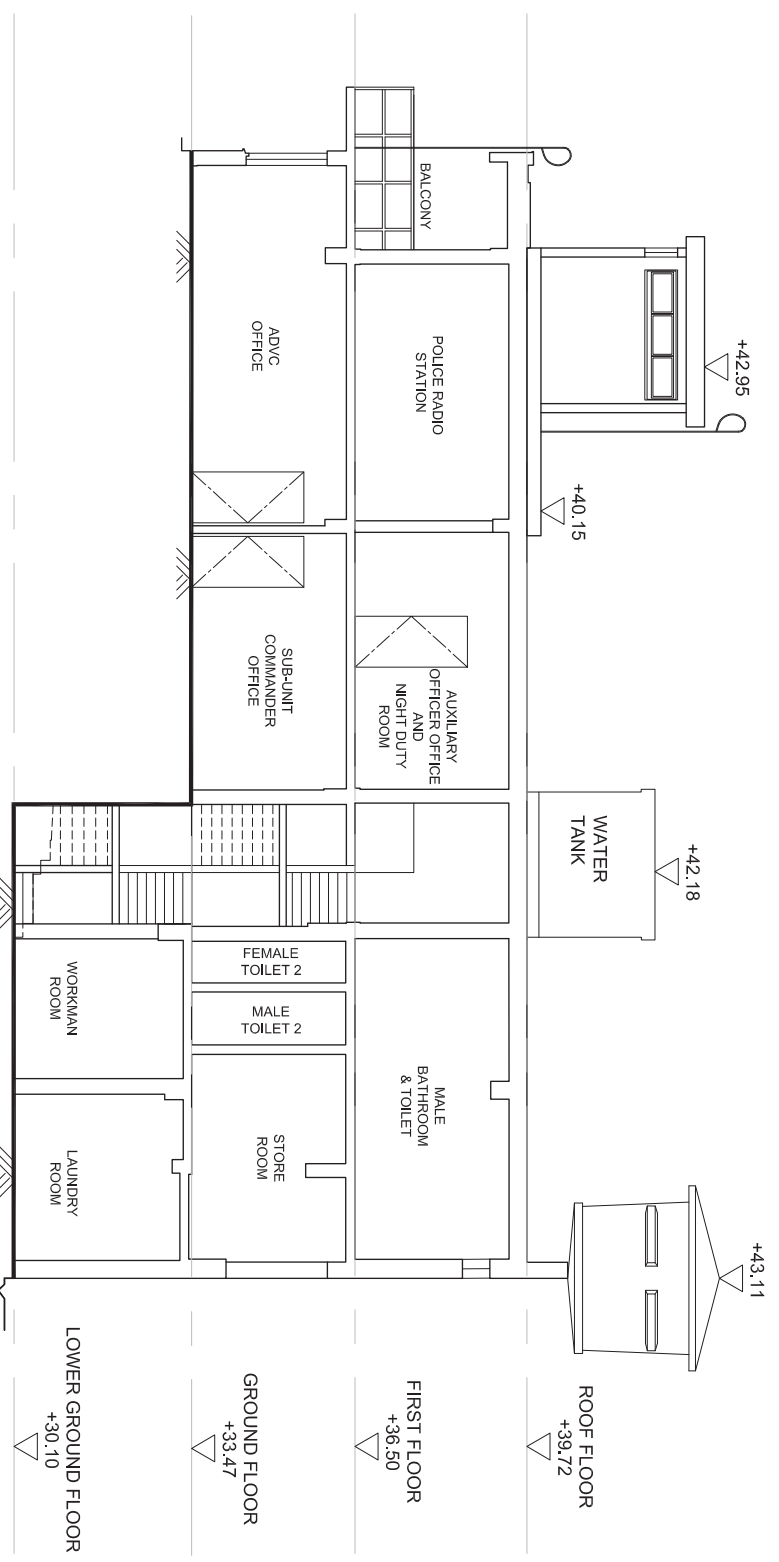 +42.95
+40.15
+42.18
+43.11
ROOF FLOOR
+39.72
WATER
TANK
BALCONY
POLICE RADIO
STATION
AUXILIARY
OFFICER OFFICE
AND
NIGHT DUTY
ROOM
MALE
BATHROOM
& TOILET
FIRST FLOOR
+36.50
ADVC
OFFICE
SUB-UNIT
COMMANDER
OFFICE
FEMALE
TOILET 2
MALE
TOILET 2
STORE
ROOM
GROUND FLOOR
+33.47
WORKMAN
ROOM
LAUNDRY
ROOM
LOWER GROUND FLOOR
+30.10